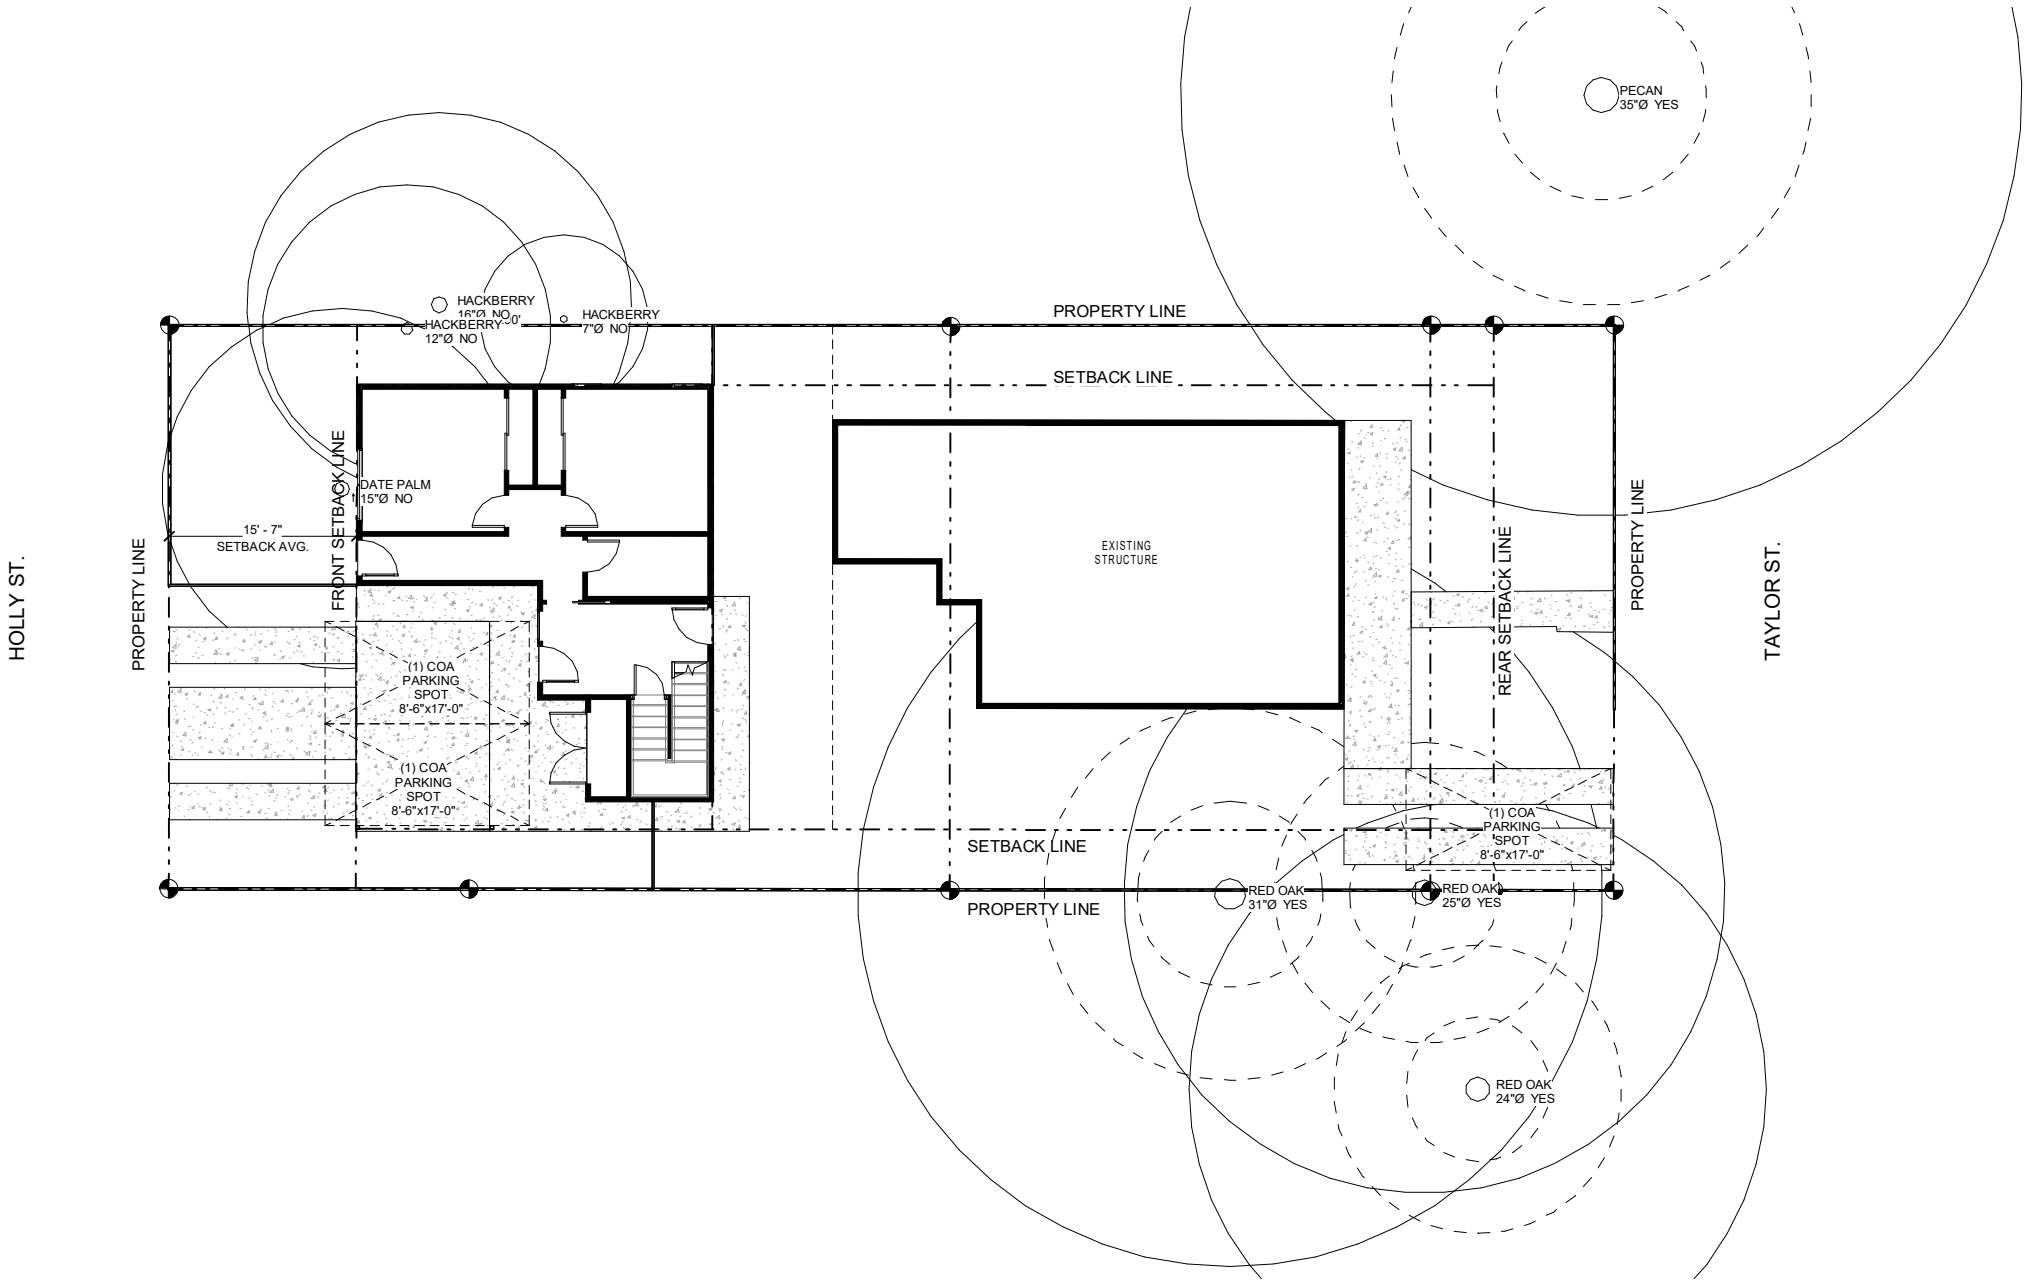 PECAN
35"Ø YES
HACKBERRY
16"Ø NO
HACKBERRY
12"Ø NO
HACKBERRY
7"Ø NO
PROPERTY LINE
SETBACK LINE
DATE PALM
15"Ø NO
15' - 7"
SETBACK AVG.
FRONT SETBACK LINE
PROPERTY LINE
HOLLY ST.
EXISTING
STRUCTURE
REAR SETBACK LINE
PROPERTY LINE
TAYLOR ST.
(1) COA
PARKING
SPOT
8'-6"x17'-0"
(1) COA
PARKING
SPOT
8'-6"x17'-0"
(1) COA
PARKING
SPOT
8'-6"x17'-0"
SETBACK LINE
PROPERTY LINE
RED OAK
31"Ø YES
RED OAK
25"Ø YES
RED OAK
24"Ø YES